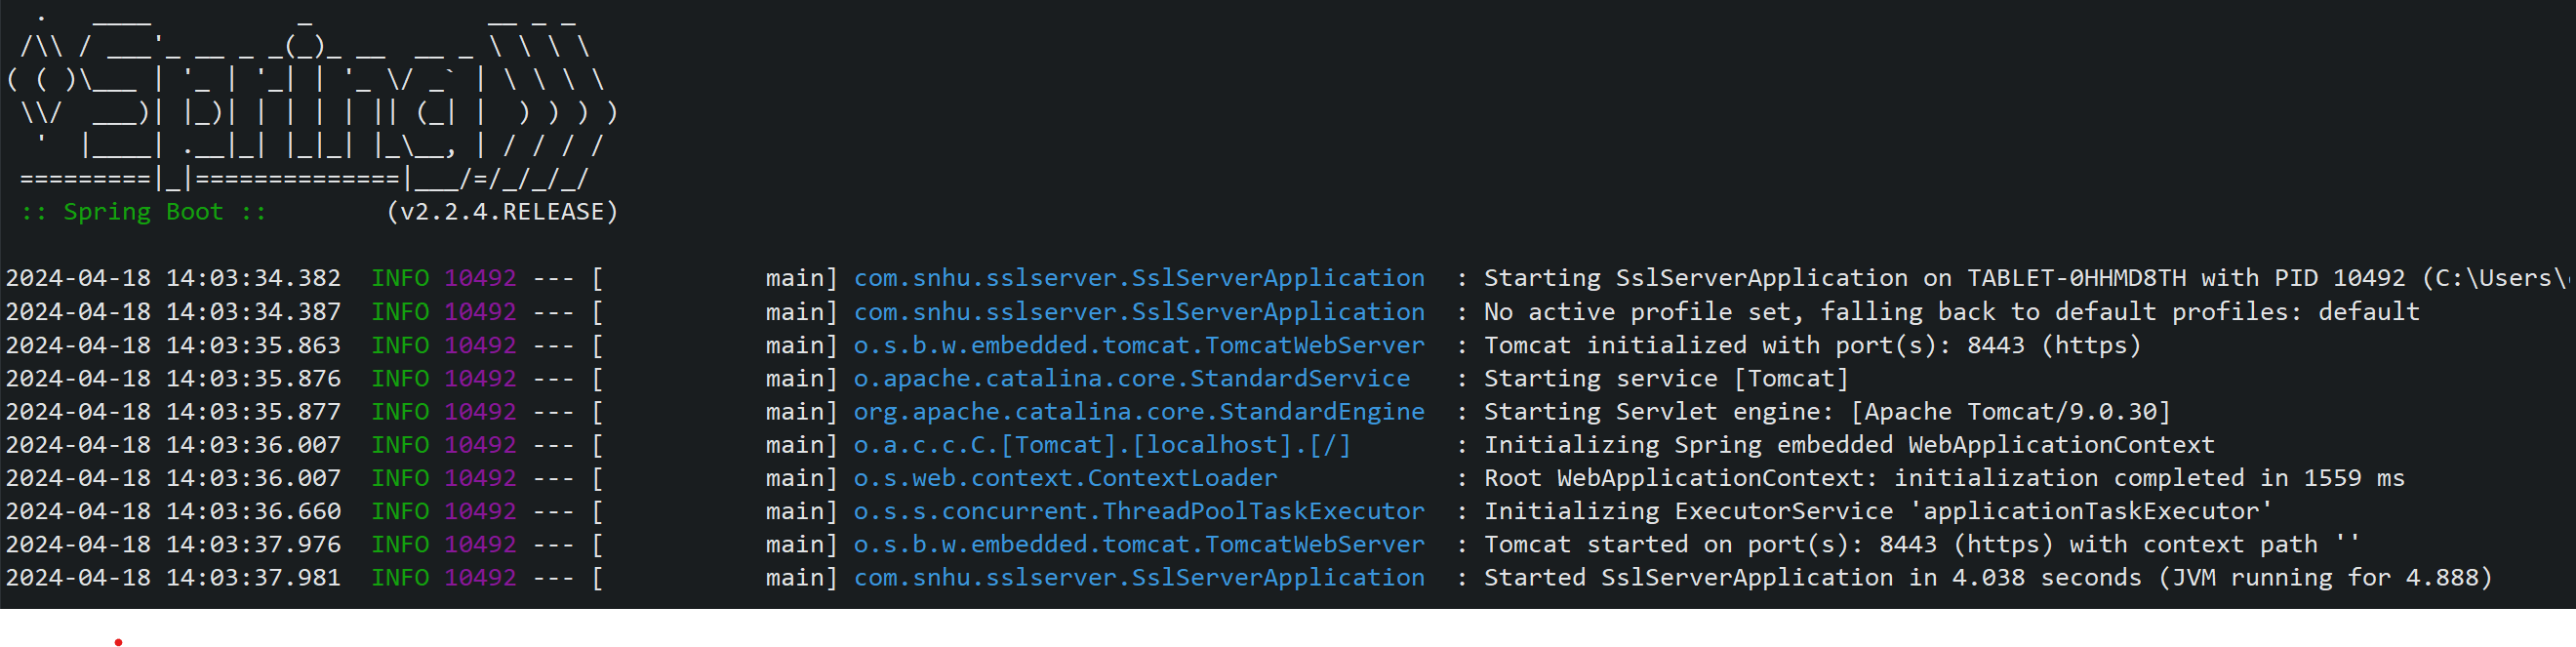 .   ____          _            __ _ _
 /\\ / ___'_ __ _ _(_)_ __  __ _ \ \ \ \
( ( )\___ | '_ | '_| | '_ \/ _` | \ \ \ \
 \\/  ___)| |_)| | | | | || (_| |  ) ) ) )
  '  |____| .__|_| |_|_| |_\__, | / / / /
 =========|_|==============|___/=/_/_/_/
 :: Spring Boot ::        (v2.2.4.RELEASE)
2024-04-18 14:03:34.382  INFO 10492 --- [           main] com.snhu.sslserver.SslServerApplication  : Starting SslServerApplication on TABLET-0HHMD8TH with PID 10492 (C:\Users\
2024-04-18 14:03:34.387  INFO 10492 --- [           main] com.snhu.sslserver.SslServerApplication  : No active profile set, falling back to default profiles: default
2024-04-18 14:03:35.863  INFO 10492 --- [           main] o.s.b.w.embedded.tomcat.TomcatWebServer  : Tomcat initialized with port(s): 8443 (https)
2024-04-18 14:03:35.876  INFO 10492 --- [           main] o.apache.catalina.core.StandardService   : Starting service [Tomcat]
2024-04-18 14:03:35.877  INFO 10492 --- [           main] org.apache.catalina.core.StandardEngine  : Starting Servlet engine: [Apache Tomcat/9.0.30]
2024-04-18 14:03:36.007  INFO 10492 --- [           main] o.a.c.c.C.[Tomcat].[localhost].[/]       : Initializing Spring embedded WebApplicationContext
2024-04-18 14:03:36.007  INFO 10492 --- [           main] o.s.web.context.ContextLoader            : Root WebApplicationContext: initialization completed in 1559 ms
2024-04-18 14:03:36.660  INFO 10492 --- [           main] o.s.s.concurrent.ThreadPoolTaskExecutor  : Initializing ExecutorService 'applicationTaskExecutor'
2024-04-18 14:03:37.976  INFO 10492 --- [           main] o.s.b.w.embedded.tomcat.TomcatWebServer  : Tomcat started on port(s): 8443 (https) with context path ''
2024-04-18 14:03:37.981  INFO 10492 --- [           main] com.snhu.sslserver.SslServerApplication  : Started SslServerApplication in 4.038 seconds (JVM running for 4.888)